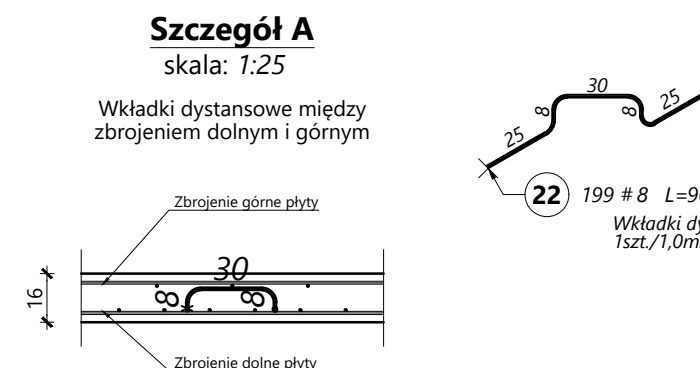 Szczegół A
skala: 1:25
Wkładki dystansowe między
zbrojeniem dolnym i górnym
30
8 8
25 25
22 199 #8 L=9
Wkładki dy
1szt./1,0m
Zbrojenie górne płyty
30
8 8
16
Zbrojenie dolne płyty